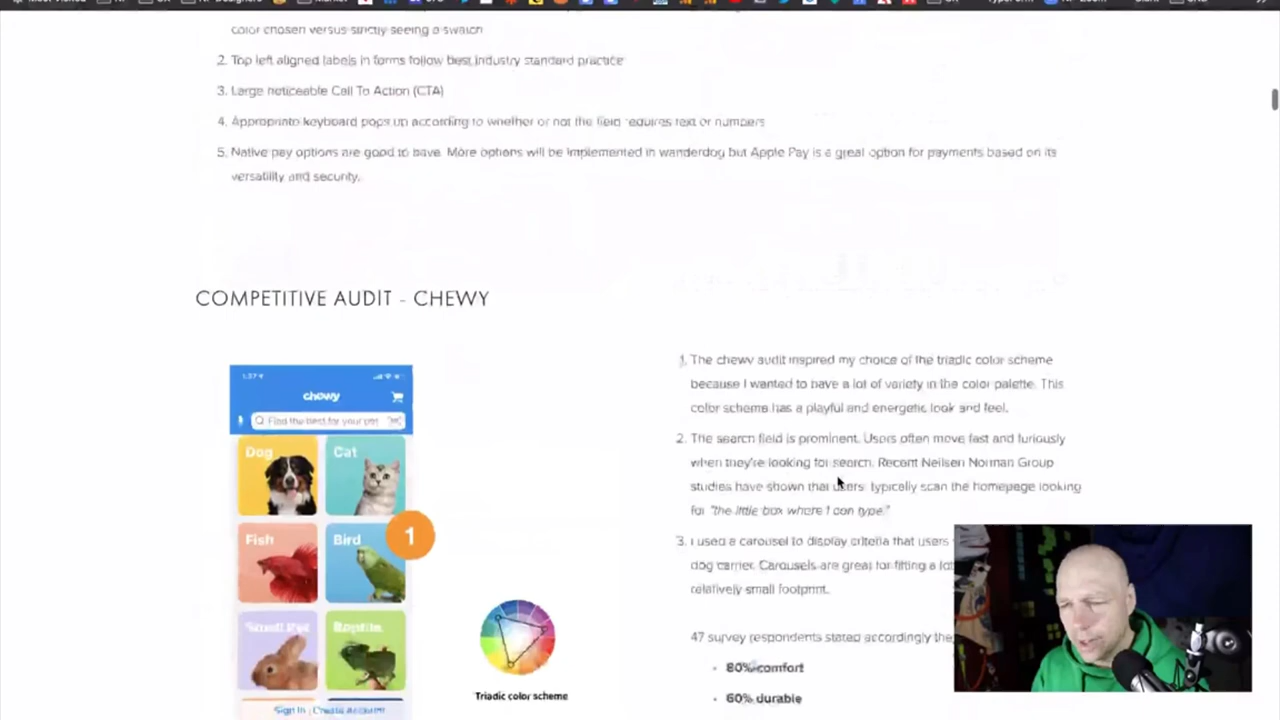 color chosen versus strictly seeing a swatch
2. Top left aligned labels in forms follow best industry standard practice
3. Large noticeable Call To Action (CTA)
4. Appropriate keyboard pops up according to whether or not the field requires text or numbers
5. Native pay options are good to have. More options will be implemented in wanderdog but Apple Pay is a great option for payments based on its
versatility and security.
COMPETITIVE AUDIT - CHEWY
1:37
chewy
Find the best for your pet
Dog
Cat
Fish
Bird
1
Small Pet
Reptile
Sign In | Create Account
Triadic color scheme
1. The chewy audit inspired my choice of the triadic color scheme
because I wanted to have a lot of variety in the color palette. This
color scheme has a playful and energetic look and feel.
2. The search field is prominent. Users often move fast and furiously
when they're looking for search. Recent Neilsen Norman Group
studies have shown that users typically scan the homepage looking
for "the little box where I can type."
3. I used a carousel to display criteria that users
dog carrier. Carousels are great for fitting a lot
relatively small footprint.
47 survey respondents stated accordingly
• 80% comfort
• 60% durable